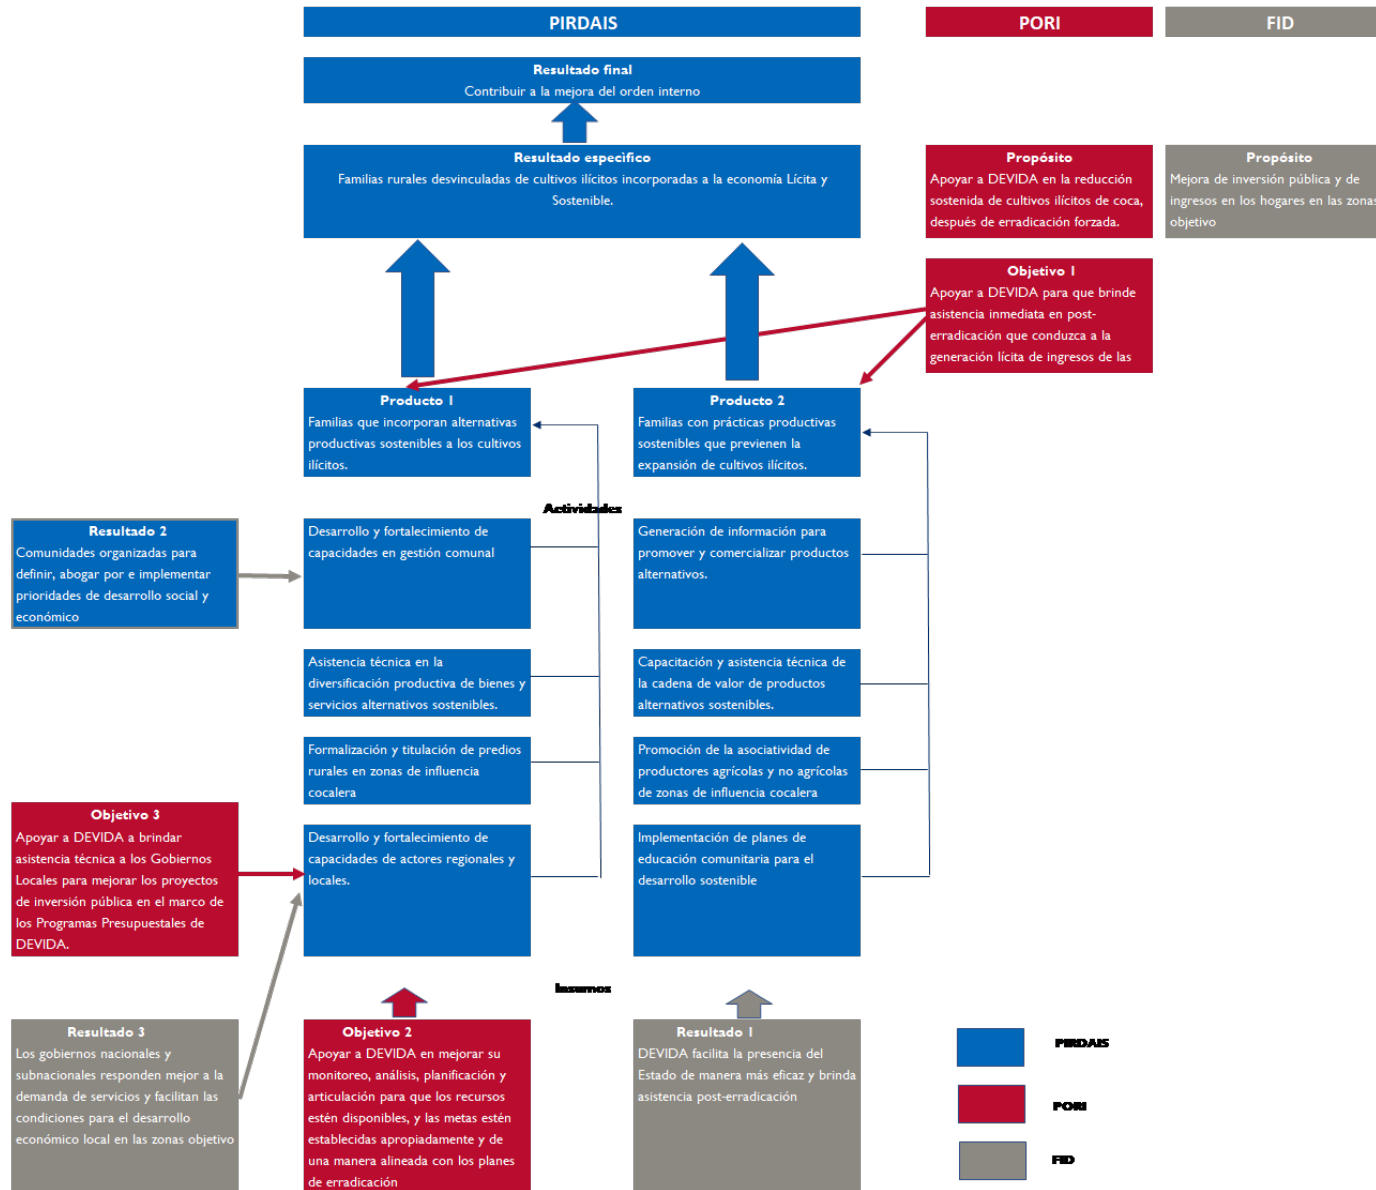 PIRDAIS
PORI
FID
Resultado final
Contribuir a la mejora del orden interno
Resultado específico
Familias rurales desvinculadas de cultivos ilícitos incorporadas a la economía Lícita y
Sostenible.
Propósito
Apoyar a DEVIDA en la reducción
sostenida de cultivos ilícitos de coca,
después de erradicación forzada.
Propósito
Mejora de inversión pública y de
ingresos en los hogares en las zonas
objetivo
Objetivo 1
Apoyar a DEVIDA para que brinde
asistencia inmediata en post-
erradicación que conduzca a la
generación lícita de ingresos de las
Producto 1
Familias que incorporan alternativas
productivas sostenibles a los cultivos
ilícitos.
Producto 2
Familias con prácticas productivas
sostenibles que previenen la
expansión de cultivos ilícitos.
Actividades
Resultado 2
Comunidades organizadas para
definir, abogar por e implementar
prioridades de desarrollo social y
económico
Desarrollo y fortalecimiento de
capacidades en gestión comunal
Generación de información para
promover y comercializar productos
alternativos.
Asistencia técnica en la
diversificación productiva de bienes y
servicios alternativos sostenibles.
Capacitación y asistencia técnica de
la cadena de valor de productos
alternativos sostenibles.
Formalización y titulación de predios
rurales en zonas de influencia
cocalera
Promoción de la asociatividad de
productores agrícolas y no agrícolas
de zonas de influencia cocalera
Objetivo 3
Apoyar a DEVIDA a brindar
asistencia técnica a los Gobiernos
Locales para mejorar los proyectos
de inversión pública en el marco de
los Programas Presupuestales de
DEVIDA.
Desarrollo y fortalecimiento de
capacidades de actores regionales y
locales.
Implementación de planes de
educación comunitaria para el
desarrollo sostenible
Insumos
Resultado 3
Los gobiernos nacionales y
subnacionales responden mejor a la
demanda de servicios y facilitan las
condiciones para el desarrollo
económico local en las zonas objetivo
Objetivo 2
Apoyar a DEVIDA en mejorar su
monitoreo, análisis, planificación y
articulación para que los recursos
estén disponibles, y las metas estén
establecidas apropiadamente y de
una manera alineada con los planes
de erradicación
Resultado 1
DEVIDA facilita la presencia del
Estado de manera más eficaz y brinda
asistencia post-erradicación
PIRDAIS
PORI
FID